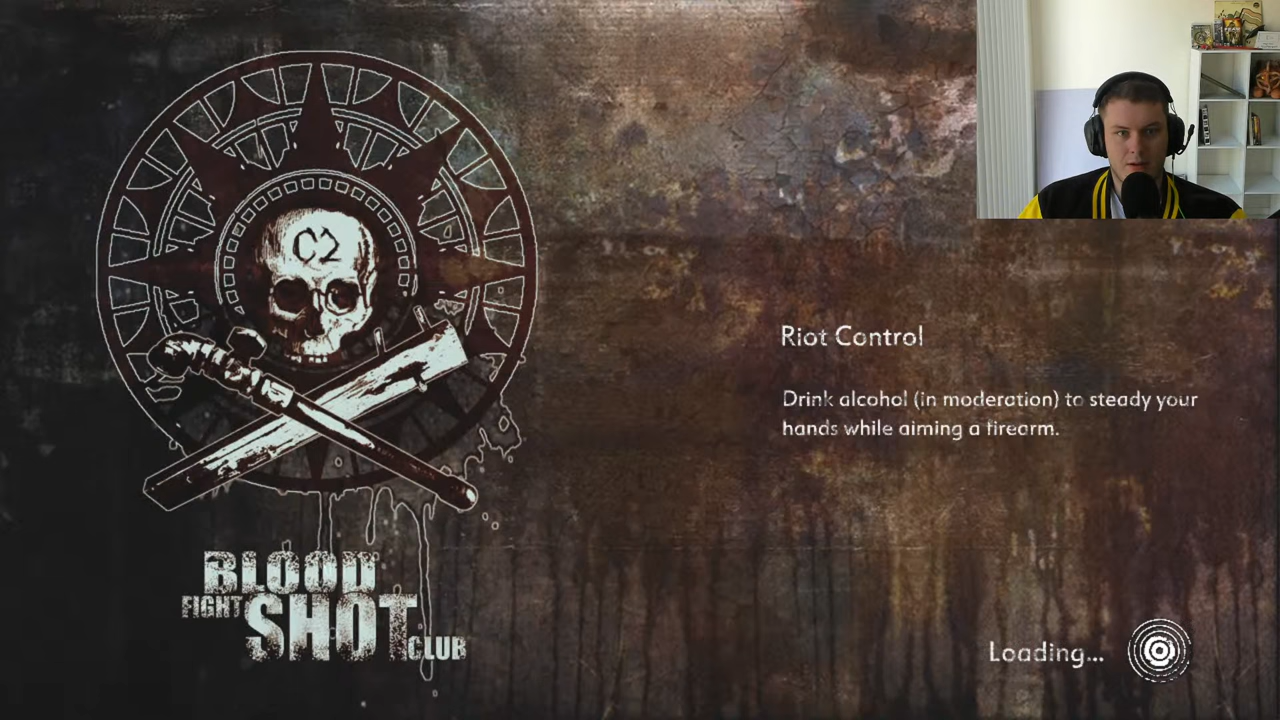 C2
BLOOD
FIGHT SHOT CLUB
Riot Control
Drink alcohol (in moderation) to steady your
hands while aiming a firearm.
Loading...